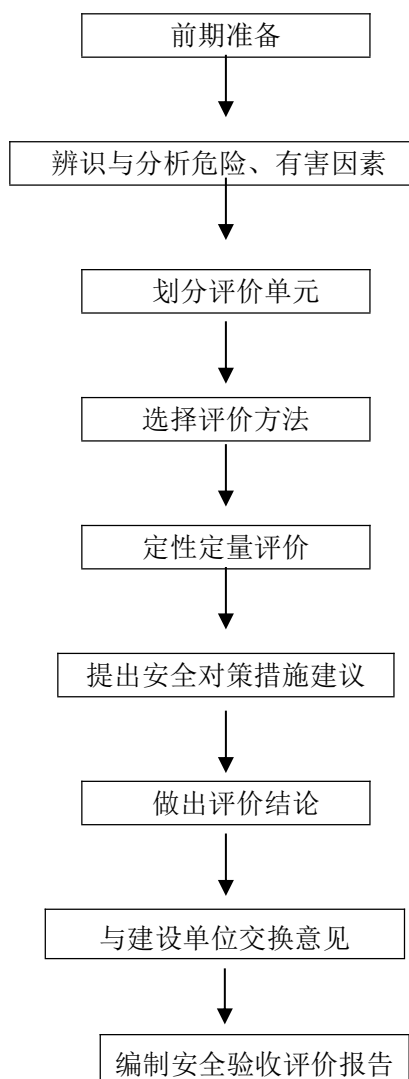 前期准备
辨识与分析危险、有害因素
划分评价单元
选择评价方法
定性定量评价
提出安全对策措施建议
做出评价结论
与建设单位交换意见
编制安全验收评价报告